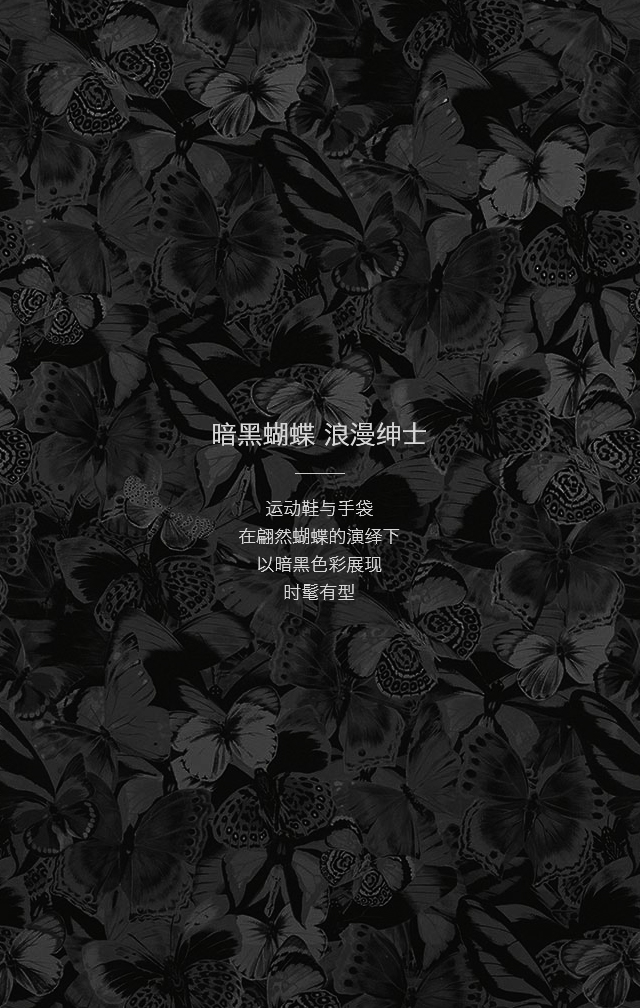 暗黑蝴蝶 浪漫绅士
运动鞋与手袋
在翩然蝴蝶的演绎下
以暗黑色彩展现
时髦有型